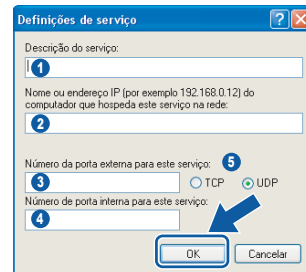 Definições de serviço
Descrição do serviço:
1
Nome ou endereço IP (por exemplo 192.168.0.12) do
computador que hospeda este serviço na rede:
2
Número da porta externa para este serviço: 5
3 TCP UDP
Número de porta interna para este serviço:
4
OK Cancelar